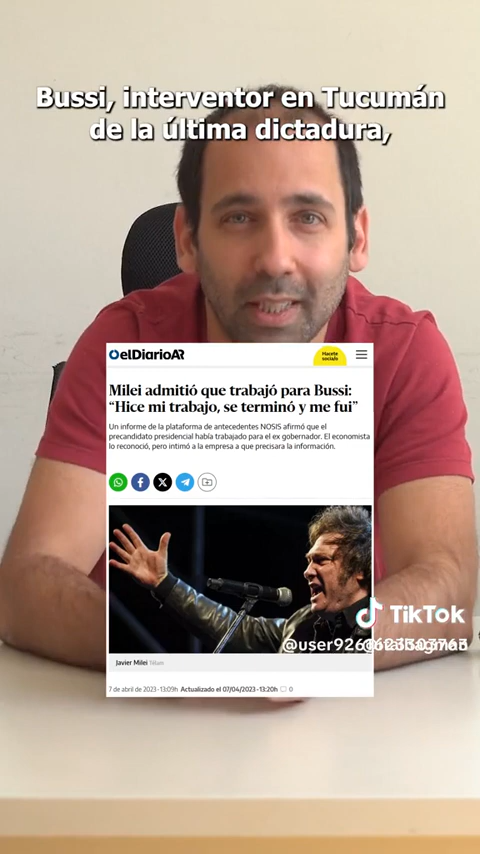 Bussi, interventor en Tucumán
de la última dictadura,
elDiarioAR
Hacete
socia/o
Milei admitió que trabajó para Bussi:
“Hice mi trabajo, se terminó y me fui”
Un informe de la plataforma de antecedentes NOSIS afirmó que el
precandidato presidencial había trabajado para el ex gobernador. El economista
lo reconoció, pero intimó a la empresa a que precisara la información.
Javier Milei Télam
7 de abril de 2023-13:09h Actualizado el 07/04/2023-13:20h 0
TikTok